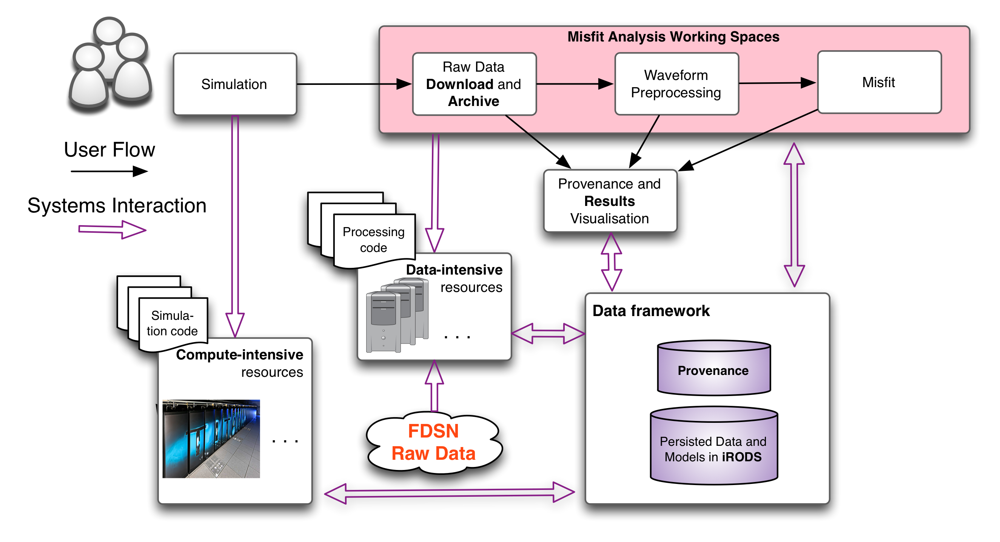 Misfit Analysis Working Spaces
Simulation
Raw Data
Download and
Archive
Waveform
Preprocessing
Misfit
User Flow
Systems Interaction
Provenance and
Results
Visualisation
Processing
code
Data-intensive
resources
. . .
Simula-
tion code
Compute-intensive
resources
. . .
TITAN
FDSN
Raw Data
Data framework
Provenance
Persisted Data and
Models in iRODS